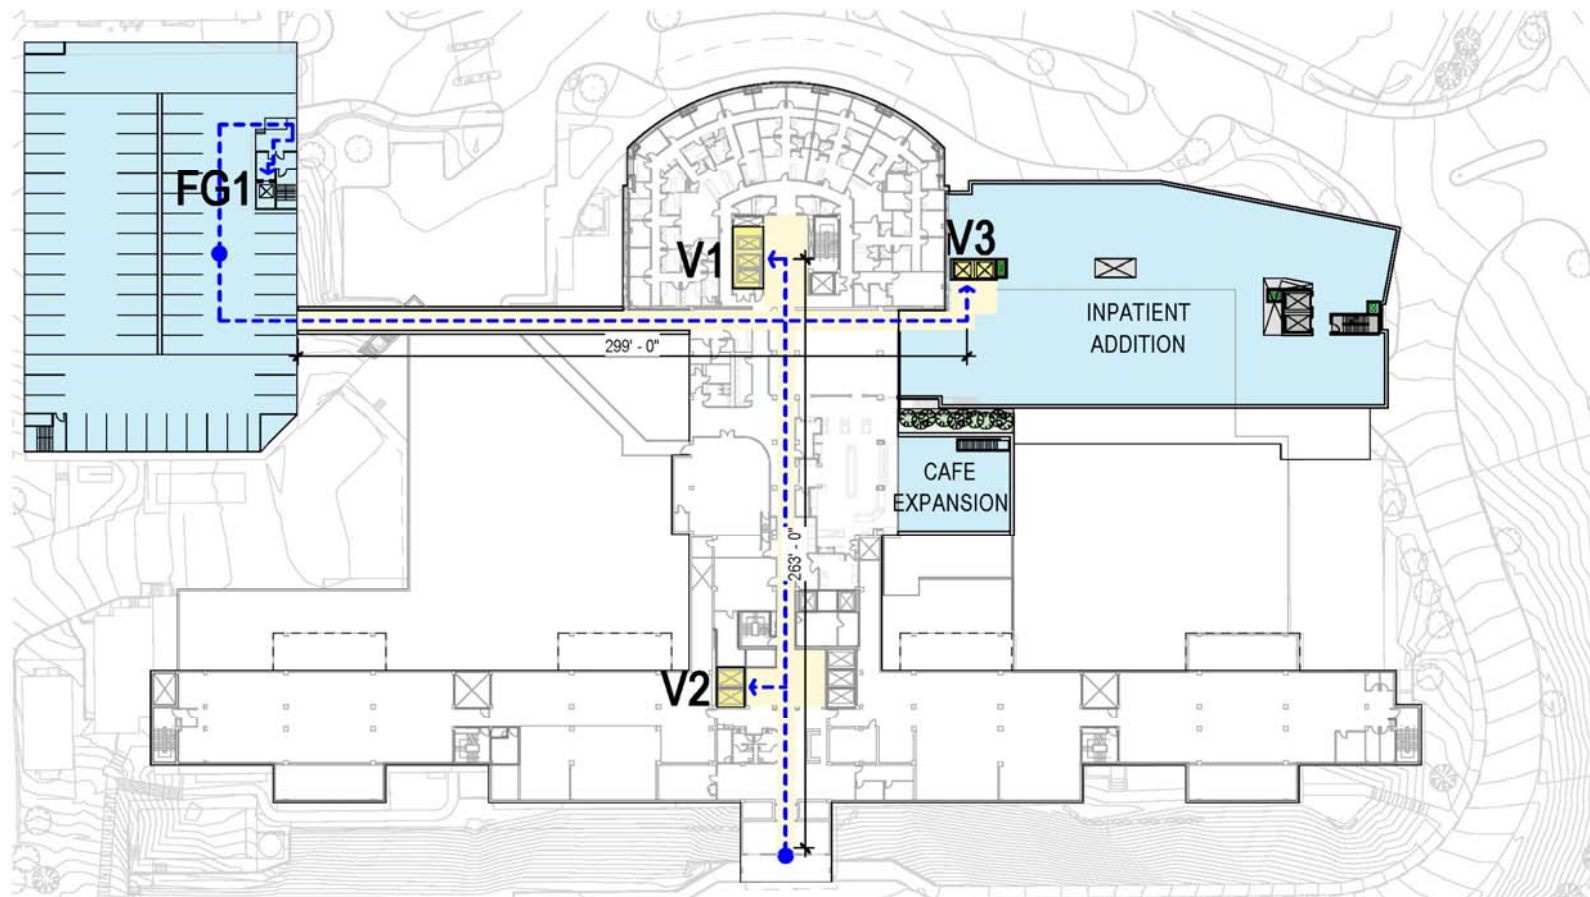 FG1
V1
V3
INPATIENT
ADDITION
299' - 0"
CAFE
EXPANSION
263' - 0"
V2